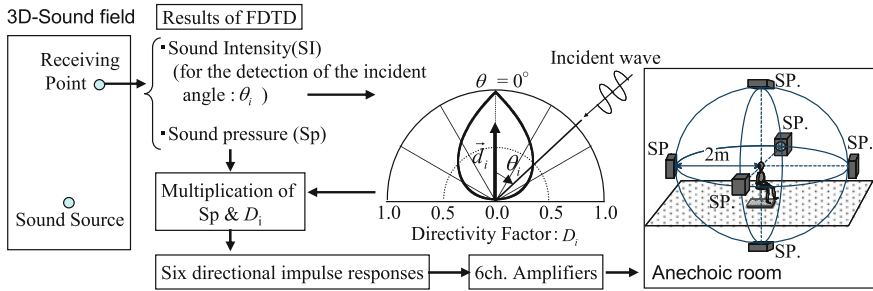 3D-Sound field
Receiving
Point
Sound Source
Results of FDTD
▪Sound Intensity(SI)
(for the detection of the incident
angle : θi )
▪Sound pressure (Sp)
Multiplication of
Sp & Di
Six directional impulse responses
6ch. Amplifiers
θ = 0°
Incident wave
d⃗i
θi
1.0 0.5 0.0 0.5 1.0
Directivity Factor : Di
SP.
SP.
SP.
2m
SP.
SP.
SP.
Anechoic room